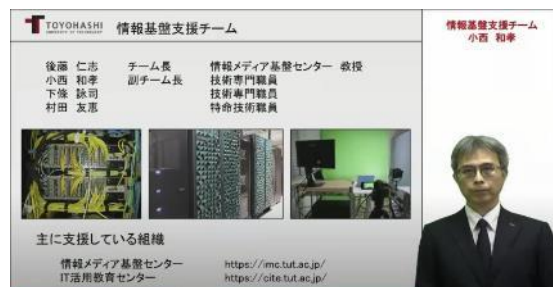 TOYOHASHI
UNIVERSITY OF TECHNOLOGY
情報基盤支援チーム
後藤 仁志 チーム長 情報メディア基盤センター 教授
小西 和孝 副チーム長 技術専門職員
下條 詠司 技術専門職員
村田 友恵 特命技術職員
主に支援している組織
情報メディア基盤センター https://imc.tut.ac.jp/
IT活用教育センター https://cite.tut.ac.jp/
情報基盤支援チーム
小西 和孝